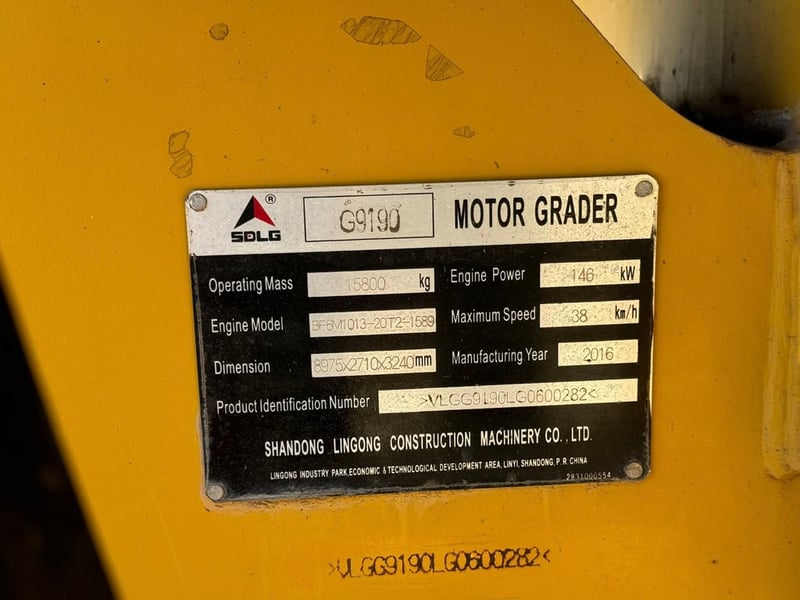 SDLG ® G9190 MOTOR GRADER
Operating Mass 15800 kg Engine Power 146 kW
Engine Model BF6M1013-20T2-1589 Maximum Speed 38 km/h
Dimension 8975x2710x3240mm Manufacturing Year 2016
Product Identification Number >VLGG9190LG0600282<
SHANDONG LINGONG CONSTRUCTION MACHINERY CO., LTD.
LINGONG INDUSTRY PARK,ECONOMIC & TECHNOLOGICAL DEVELOPMENT AREA, LINYI, SHANDONG, P. R. CHINA
2831000554
>VLGG9190LG0600282<